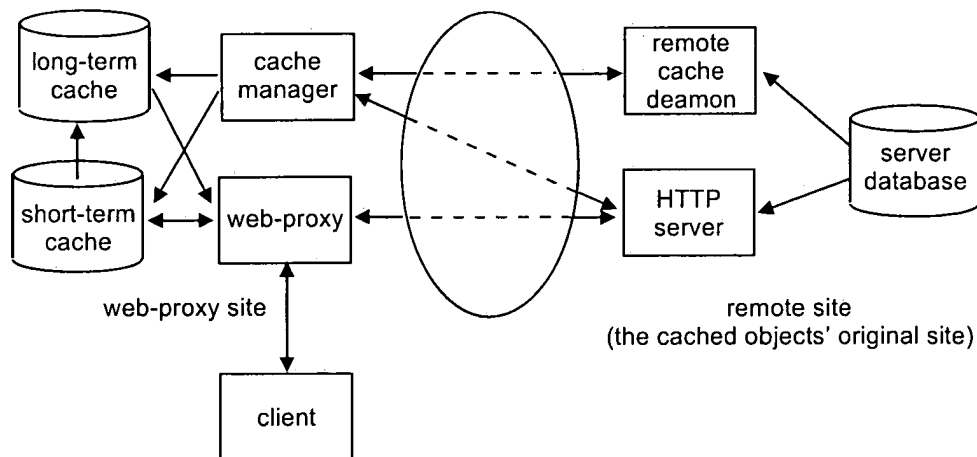 long-term
cache
cache
manager
remote
cache
deamon
server
database
short-term
cache
web-proxy
HTTP
server
web-proxy site
remote site
(the cached objects' original site)
client